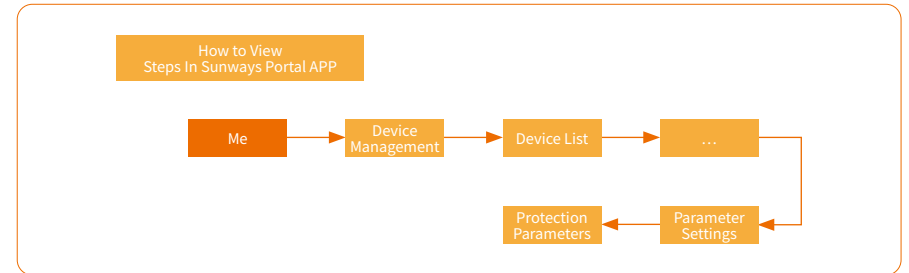 How to View
Steps In Sunways Portal APP
Me
Device
Management
Device List
...
Parameter
Settings
Protection
Parameters